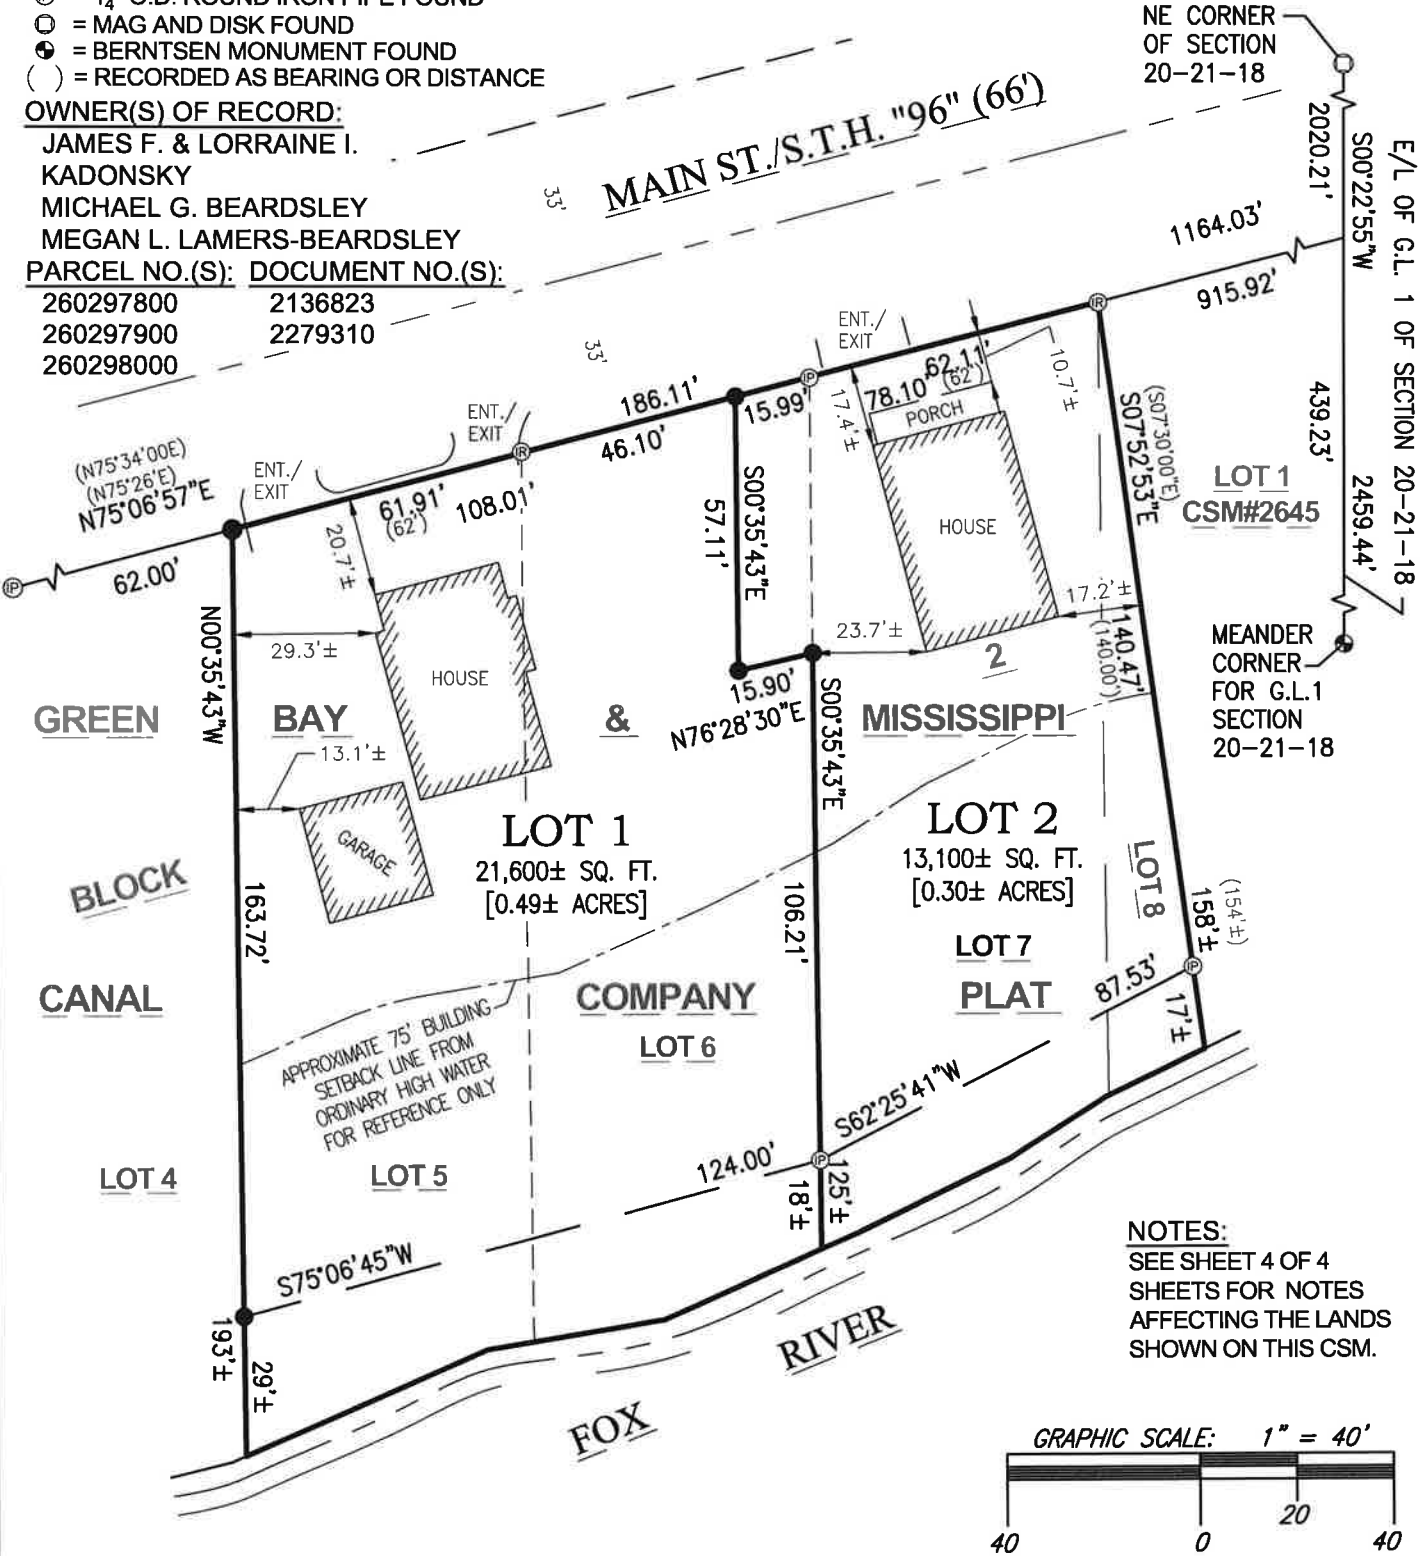 1/4" O.D. ROUND IRON PIPE FOUND
= MAG AND DISK FOUND
= BERNTSEN MONUMENT FOUND
( ) = RECORDED AS BEARING OR DISTANCE
OWNER(S) OF RECORD:
JAMES F. & LORRAINE I.
KADONSKY
MICHAEL G. BEARDSLEY
MEGAN L. LAMERS-BEARDSLEY
PARCEL NO.(S): DOCUMENT NO.(S):
260297800 2136823
260297900 2279310
260298000
MAIN ST./S.T.H. "96" (66')
33'
33'
NE CORNER
OF SECTION
20-21-18
2020.21'
S00°22'55"W
E/L OF G.L. 1 OF SECTION 20-21-18
439.23'
2459.44'
1164.03'
915.92'
MEANDER
CORNER
FOR G.L.1
SECTION
20-21-18
LOT 1
CSM#2645
(N75°34'00E)
(N75°26'E)
N75°06'57"E
IP
62.00'
ENT./
EXIT
61.91'
(62')
108.01'
ENT./
EXIT
IR
186.11'
46.10'
15.99'
IP
ENT./
EXIT
78.10'
62.11'
(62')
IR
20.7'±
17.4'±
10.7'±
PORCH
HOUSE
HOUSE
GARAGE
29.3'±
13.1'±
23.7'±
17.2'±
N00°35'43"W
163.72'
193'±
29'±
S00°35'43"E
57.11'
15.90'
N76°28'30"E
S00°35'43"E
106.21'
(S07°30'00"E)
S07°52'53"E
140.47'
(140.00')
158'±
(154'±)
IP
17'±
GREEN BAY & MISSISSIPPI
2
LOT 1
21,600± SQ. FT.
[0.49± ACRES]
LOT 2
13,100± SQ. FT.
[0.30± ACRES]
BLOCK
LOT 8
LOT 7
CANAL COMPANY PLAT
LOT 6
87.53'
S62°25'41"W
APPROXIMATE 75' BUILDING
SETBACK LINE FROM
ORDINARY HIGH WATER
FOR REFERENCE ONLY
LOT 4
LOT 5
124.00'
IP
125'±
18'±
S75°06'45"W
FOX RIVER
NOTES:
SEE SHEET 4 OF 4
SHEETS FOR NOTES
AFFECTING THE LANDS
SHOWN ON THIS CSM.
GRAPHIC SCALE: 1" = 40'
40 0 20 40